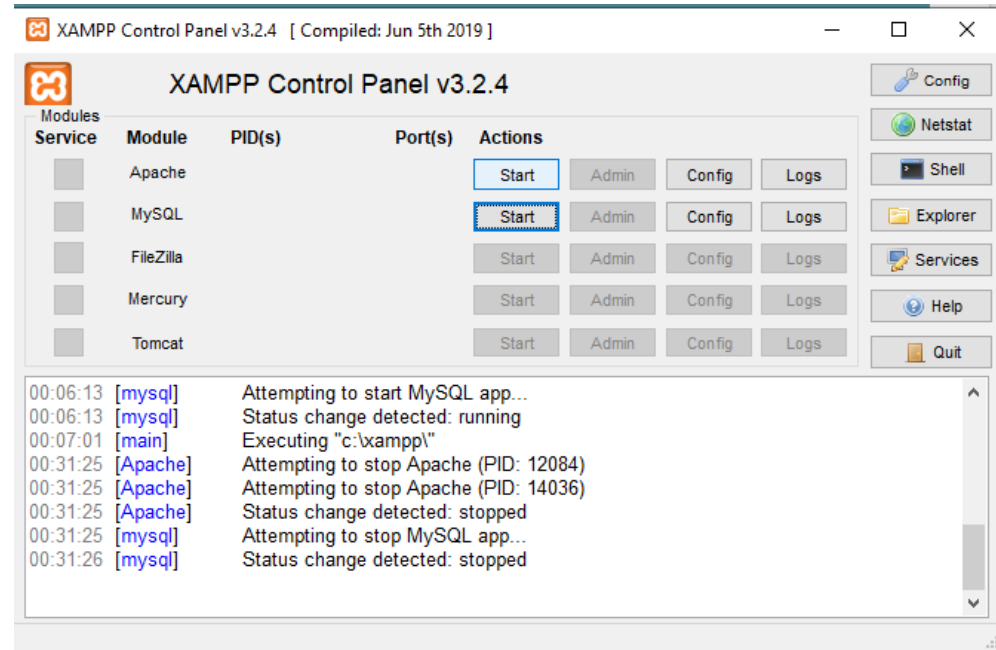 XAMPP Control Panel v3.2.4 [ Compiled: Jun 5th 2019 ]
XAMPP Control Panel v3.2.4
Config
Modules
Netstat
Service Module PID(s) Port(s) Actions
Apache Start Admin Config Logs
Shell
MySQL Start Admin Config Logs
Explorer
FileZilla Start Admin Config Logs
Services
Mercury Start Admin Config Logs
Help
Tomcat Start Admin Config Logs
Quit
00:06:13 [mysql] Attempting to start MySQL app...
00:06:13 [mysql] Status change detected: running
00:07:01 [main] Executing "c:\xampp\"
00:31:25 [Apache] Attempting to stop Apache (PID: 12084)
00:31:25 [Apache] Attempting to stop Apache (PID: 14036)
00:31:25 [Apache] Status change detected: stopped
00:31:25 [mysql] Attempting to stop MySQL app...
00:31:26 [mysql] Status change detected: stopped